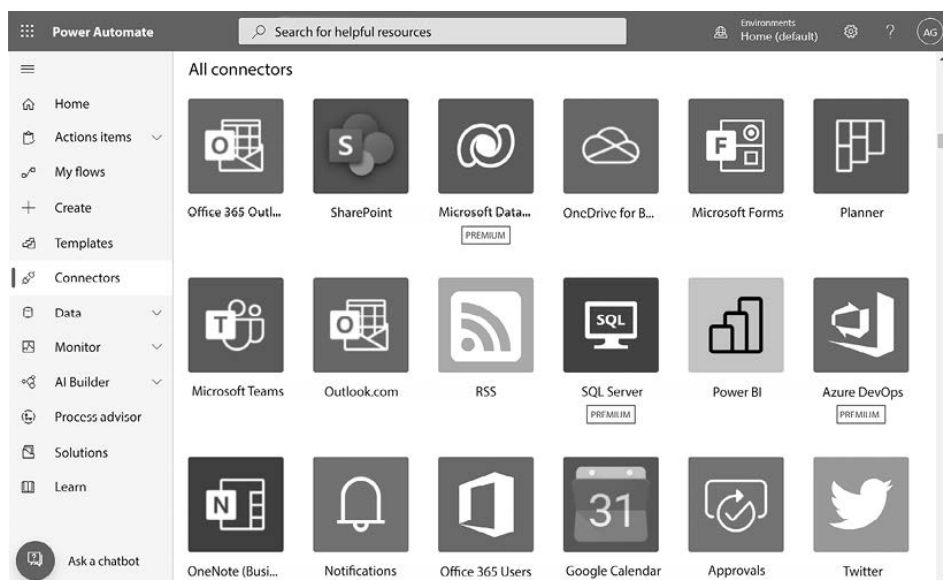 Power Automate
Search for helpful resources
Environments
Home (default)
?
AG
Home
Actions items
My flows
Create
Templates
Connectors
Data
Monitor
AI Builder
Process advisor
Solutions
Learn
Ask a chatbot
All connectors
Office 365 Outl...
SharePoint
Microsoft Data...
OneDrive for B...
Microsoft Forms
Planner
PREMIUM
Microsoft Teams
Outlook.com
RSS
SQL
SQL Server
Power BI
Azure DevOps
PREMIUM
PREMIUM
OneNote (Busi...
Notifications
Office 365 Users
31
Google Calendar
Approvals
Twitter